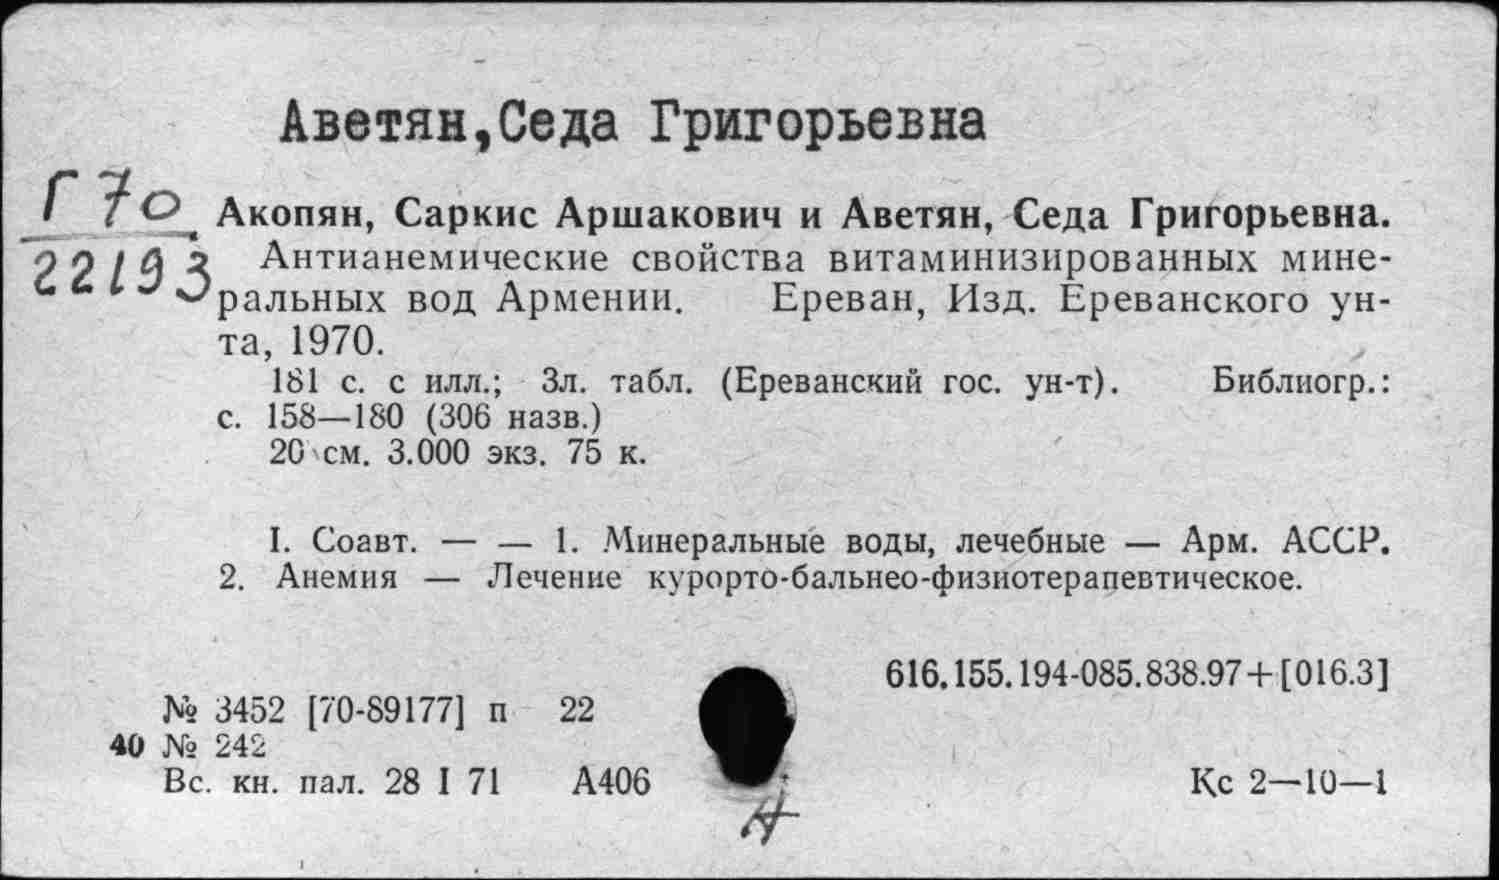 Аветян,Седа Григорьевна
Г 70
22193
Акопян, Саркис Аршакович и Аветян, Седа Григорьевна.
Антианемические свойства витаминизированных мине-
ральных вод Армении. Ереван, Изд. Ереванского ун-
та, 1970.
181 с. с илл.; 3л. табл. (Ереванский гос. ун-т). Библиогр.:
с. 158—180 (306 назв.)
20 см. 3.000 экз. 75 к.
I. Соавт. — — 1. Минеральные воды, лечебные — Арм. АССР.
2. Анемия — Лечение курорто-бальнео-физиотерапевтическое.
616.155.194-085.838.97+[016.3]
№ 3452 [70-89177] п 22
40 № 242
Вс. кн. пал. 28 I 71 А406
Кс 2—10—1